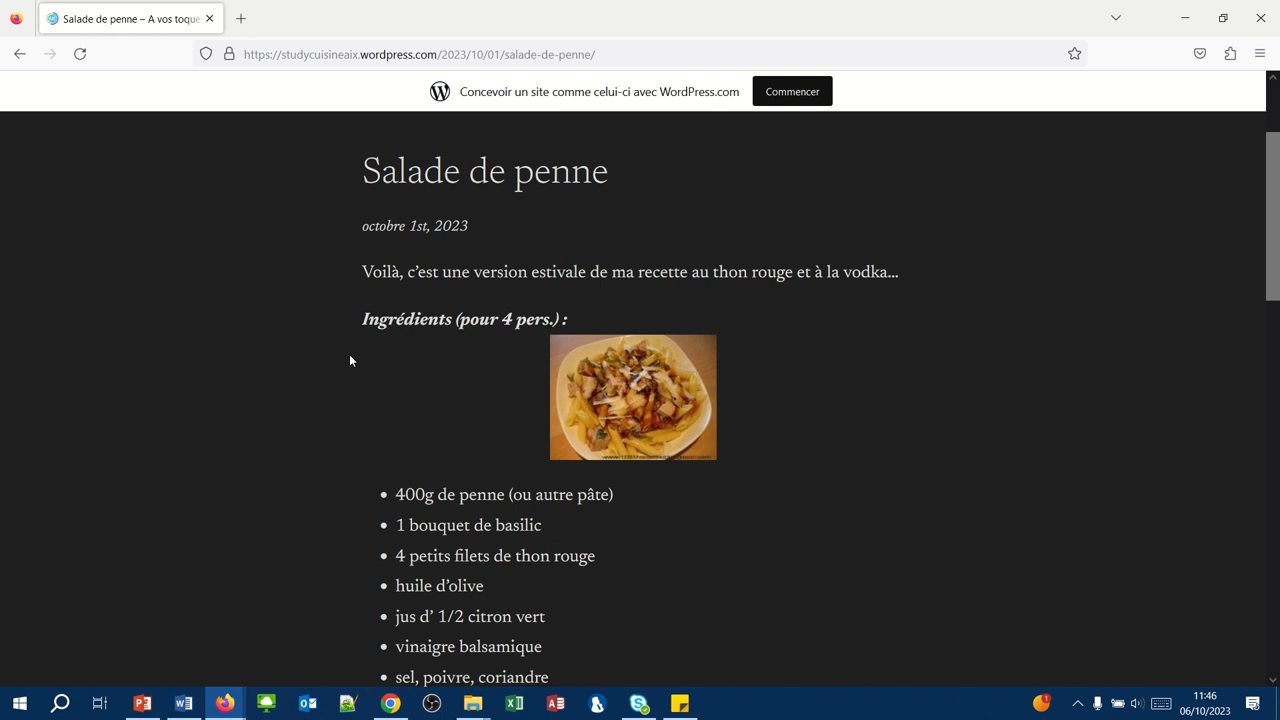 Salade de penne – A vos toque
https://studycuisineaix.wordpress.com/2023/10/01/salade-de-penne/
Concevoir un site comme celui-ci avec WordPress.com
Commencer
Salade de penne
octobre 1st, 2023
Voilà, c’est une version estivale de ma recette au thon rouge et à la vodka…
Ingrédients (pour 4 pers.) :
400g de penne (ou autre pâte)
1 bouquet de basilic
4 petits filets de thon rouge
huile d’olive
jus d’ 1/2 citron vert
vinaigre balsamique
sel, poivre, coriandre
11:46
06/10/2023